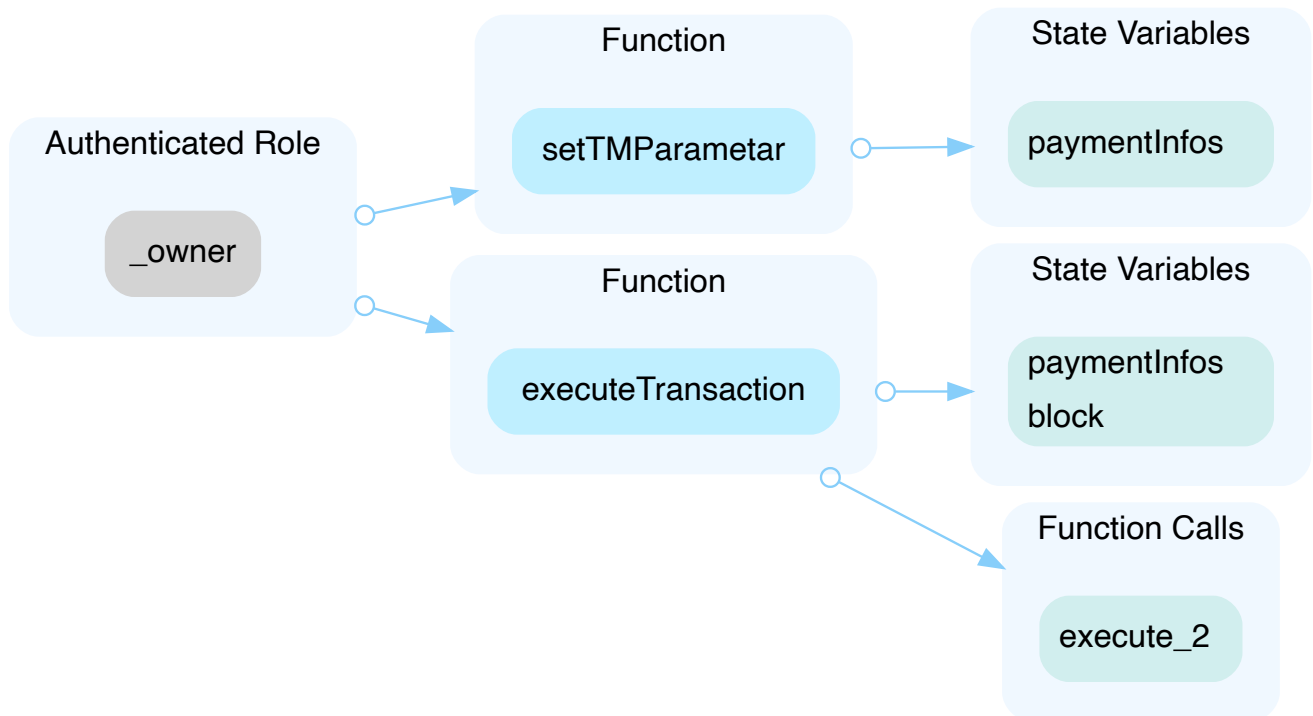 Authenticated Role
_owner
Function
setTMParametar
State Variables
paymentInfos
Function
executeTransaction
State Variables
paymentInfos
block
Function Calls
execute_2